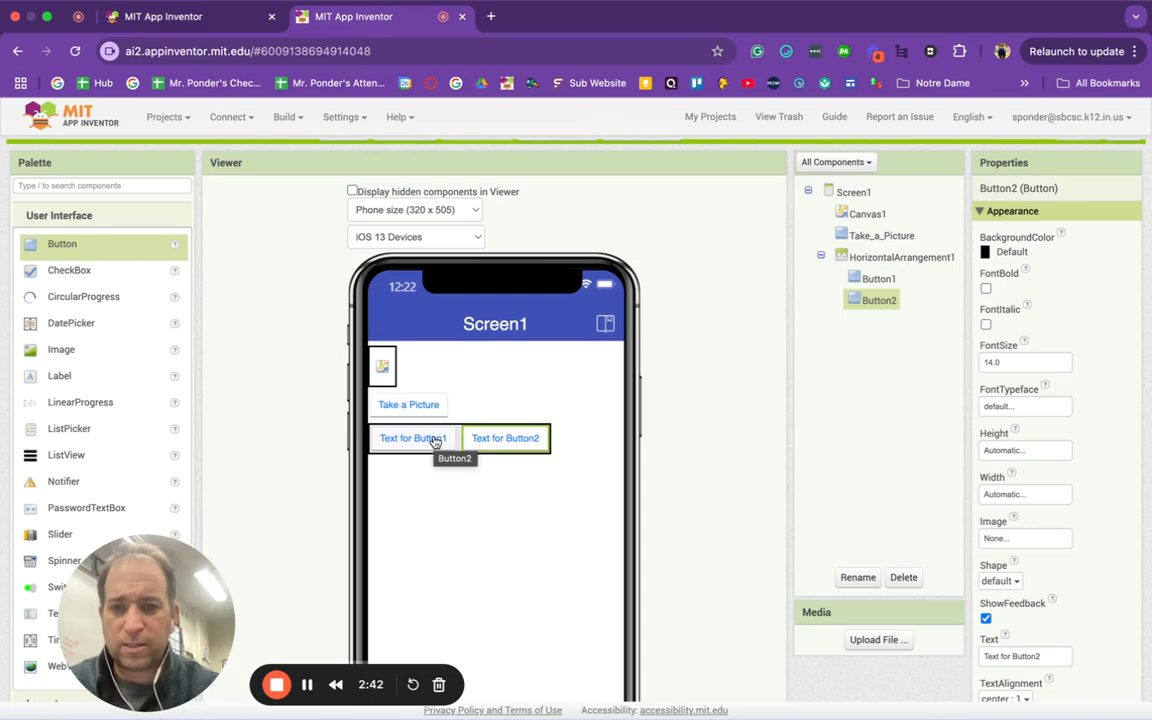 MIT App Inventor
MIT App Inventor
ai2.appinventor.mit.edu/#6009138694914048
4
Relaunch to update
Hub
Mr. Ponder's Chec...
Mr. Ponder's Atten...
Sub Website
Notre Dame
All Bookmarks
MIT
APP INVENTOR
Projects
Connect
Build
Settings
Help
My Projects
View Trash
Guide
Report an Issue
English
sponder@sbcsc.k12.in.us
Palette
Viewer
All Components
Properties
Type / to search components
User Interface
Button
CheckBox
CircularProgress
DatePicker
Image
Label
LinearProgress
ListPicker
ListView
Notifier
PasswordTextBox
Slider
Spinner
Display hidden components in Viewer
Phone size (320 x 505)
iOS 13 Devices
12:22
Screen1
Take a Picture
Text for Button1
Text for Button2
Button2
2:42
Screen1
Canvas1
Take_a_Picture
HorizontalArrangement1
Button1
Button2
Rename
Delete
Media
Upload File ...
Button2 (Button)
Appearance
BackgroundColor
Default
FontBold
FontItalic
FontSize
14.0
FontTypeface
default...
Height
Automatic...
Width
Automatic...
Image
None...
Shape
default
ShowFeedback
Text
Text for Button2
TextAlignment
center : 1
Privacy Policy and Terms of Use
Accessibility: accessibility.mit.edu